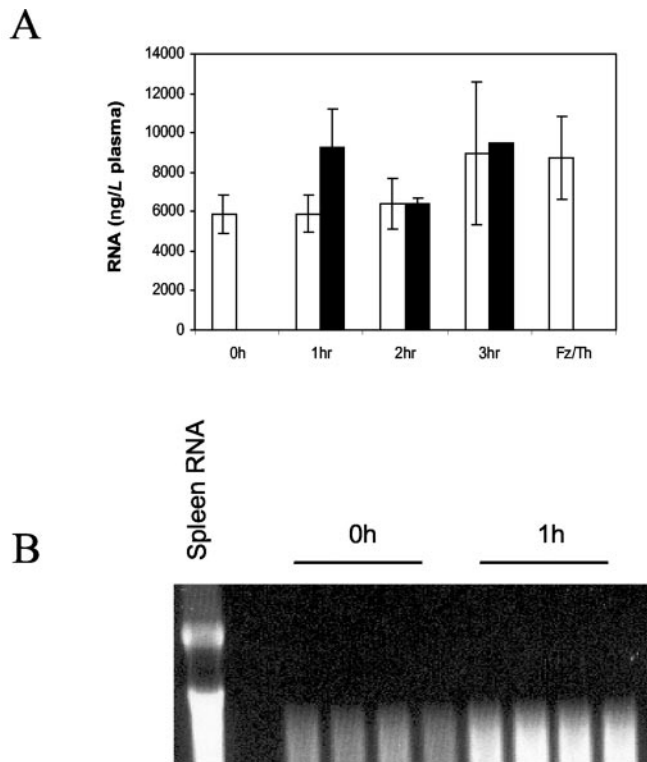 A
RNA (ng/L plasma)
14000
12000
10000
8000
6000
4000
2000
0
0h 1hr 2hr 3hr Fz/Th
B
Spleen RNA
0h 1h